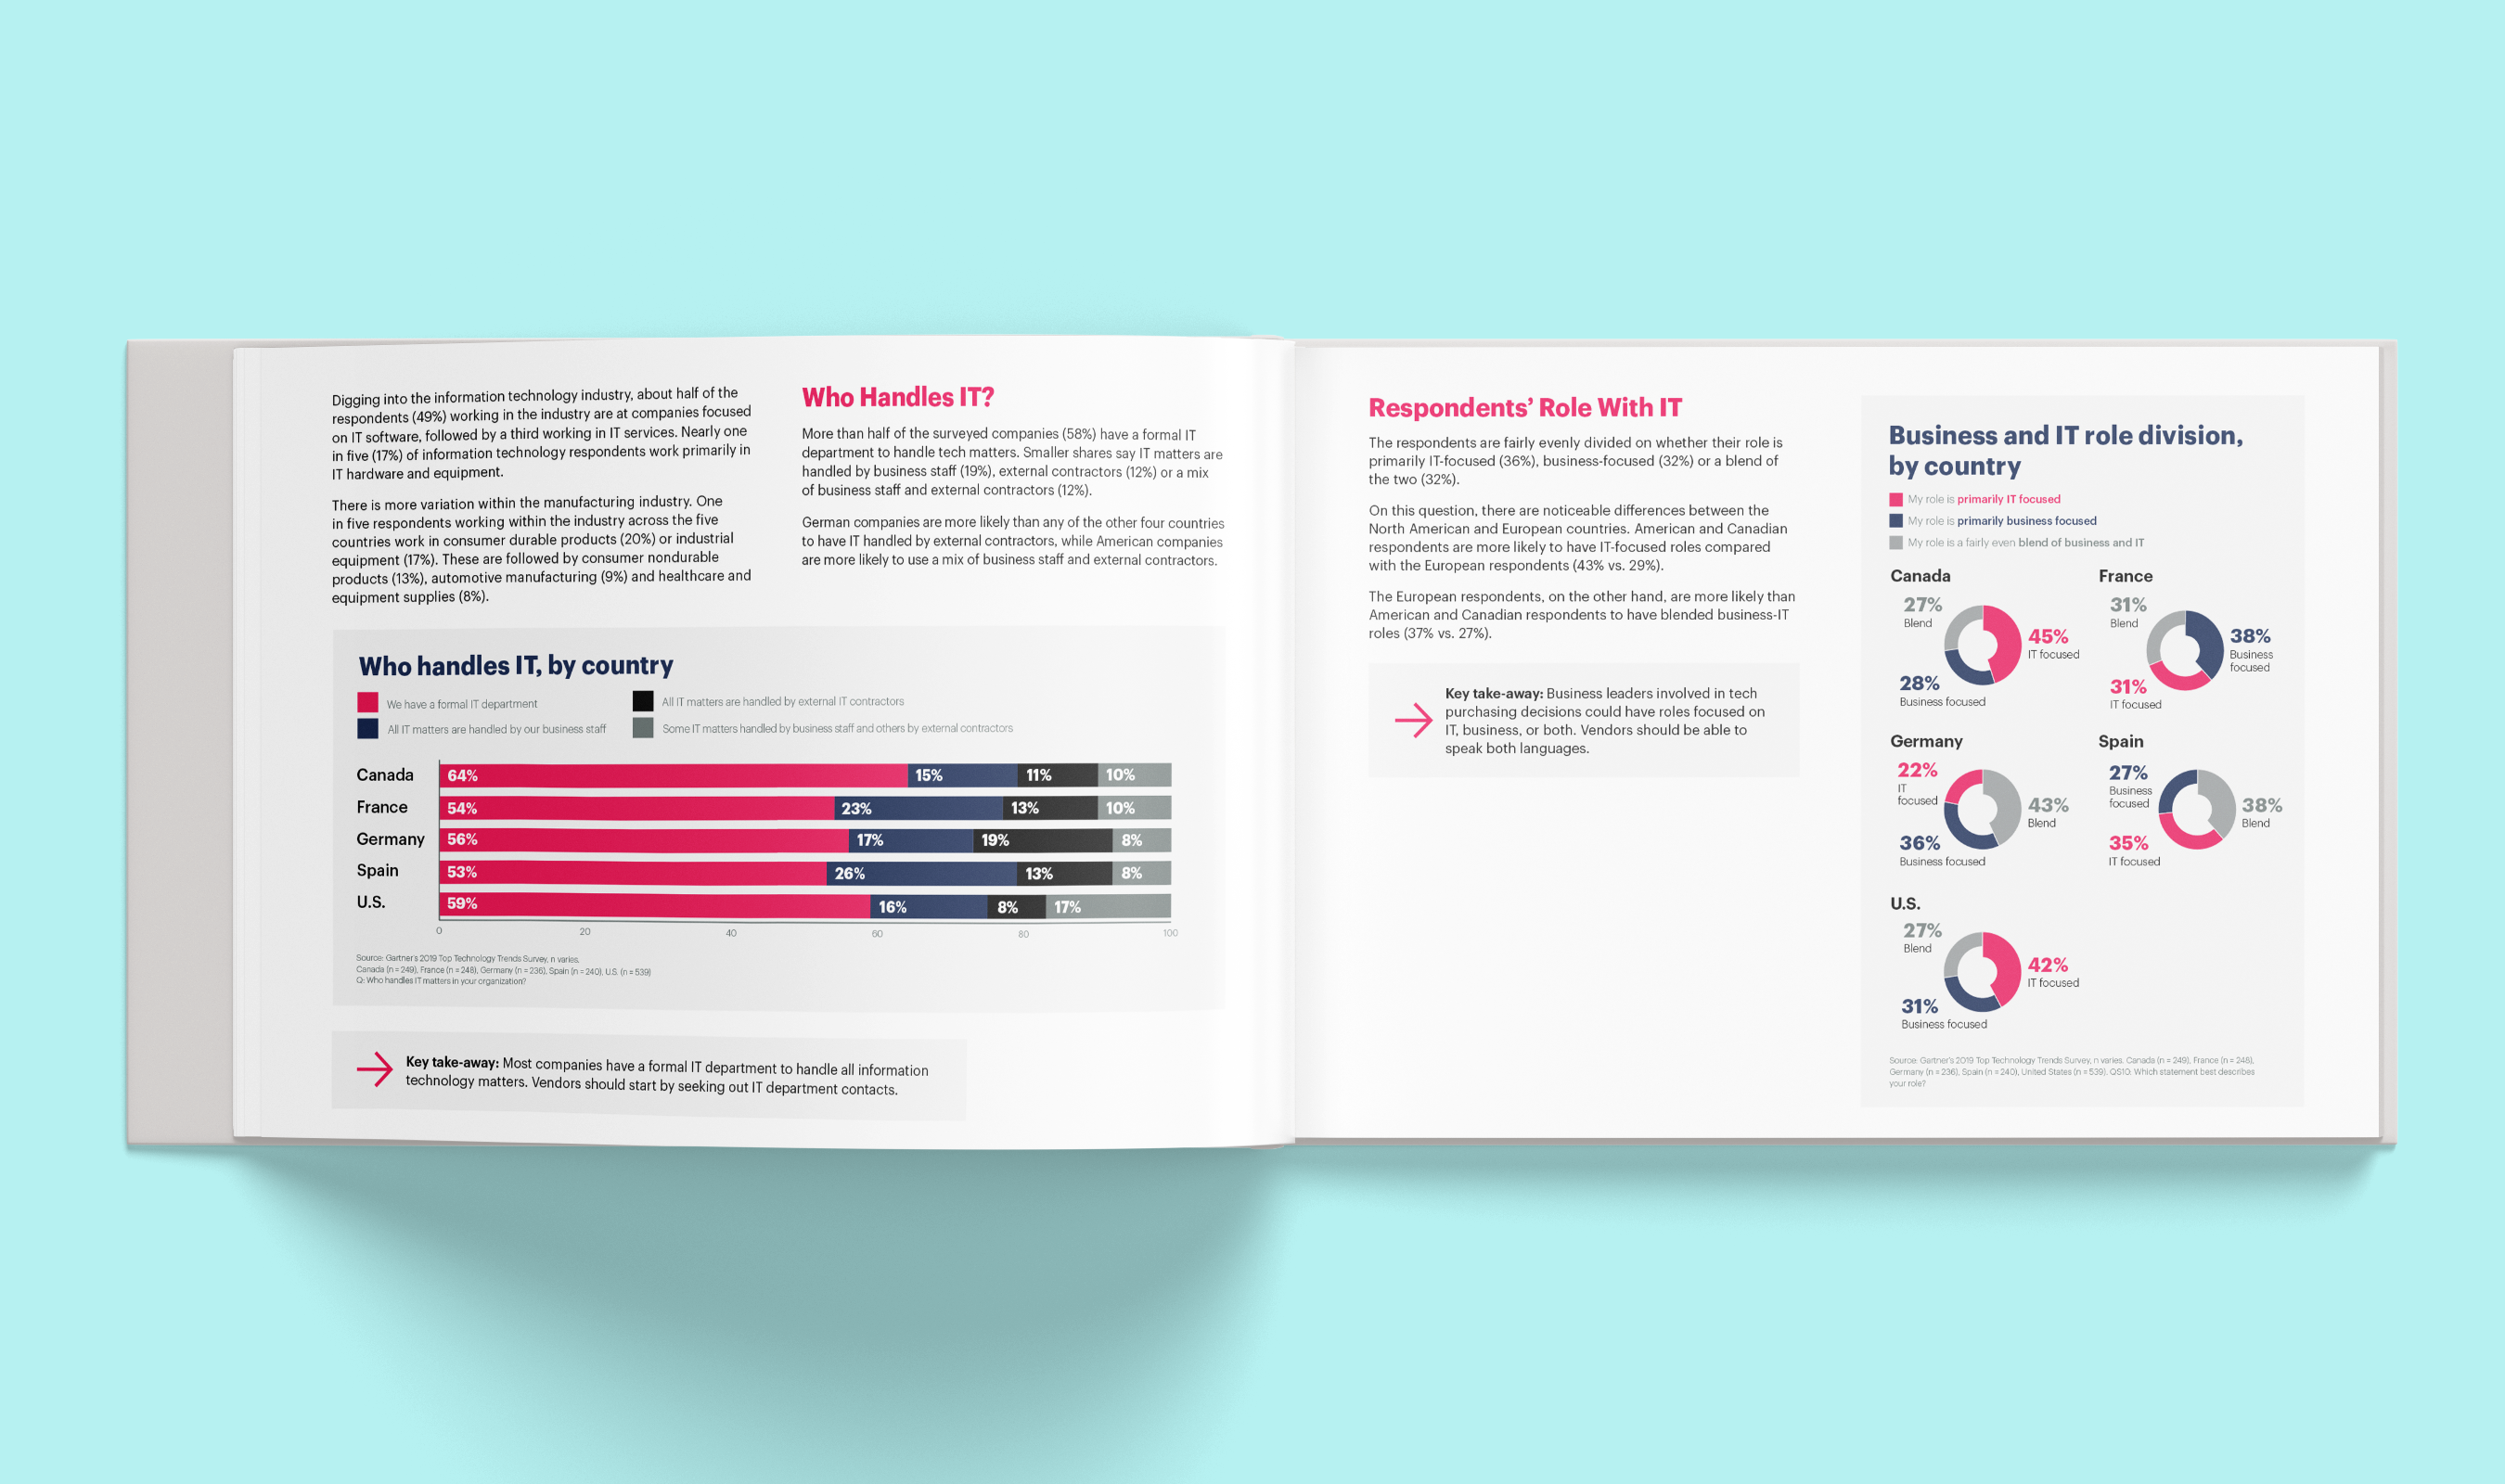 Digging into the information technology industry, about half of the
respondents (49%) working in the industry are at companies focused
on IT software, followed by a third working in IT services. Nearly one
in five (17%) of information technology respondents work primarily in
IT hardware and equipment.
There is more variation within the manufacturing industry. One
in five respondents working within the industry across the five
countries work in consumer durable products (20%) or industrial
equipment (17%). These are followed by consumer nondurable
products (13%), automotive manufacturing (9%) and healthcare and
equipment supplies (8%).
Who Handles IT?
More than half of the surveyed companies (58%) have a formal IT
department to handle tech matters. Smaller shares say IT matters are
handled by business staff (19%), external contractors (12%) or a mix
of business staff and external contractors (12%).
German companies are more likely than any of the other four countries
to have IT handled by external contractors, while American companies
are more likely to use a mix of business staff and external contractors.
Who handles IT, by country
We have a formal IT department
All IT matters are handled by our business staff
All IT matters are handled by external IT contractors
Some IT matters handled by business staff and others by external contractors
Canada 64% 15% 11% 10%
France 54% 23% 13% 10%
Germany 56% 17% 19% 8%
Spain 53% 26% 13% 8%
U.S. 59% 16% 8% 17%
0 20 40 60 80 100
Source: Gartner's 2019 Top Technology Trends Survey, n varies.
Canada (n = 249), France (n = 248), Germany (n = 236), Spain (n = 240), U.S. (n = 539)
Q: Who handles IT matters in your organization?
Key take-away: Most companies have a formal IT department to handle all information
technology matters. Vendors should start by seeking out IT department contacts.
Respondents' Role With IT
The respondents are fairly evenly divided on whether their role is
primarily IT-focused (36%), business-focused (32%) or a blend of
the two (32%).
On this question, there are noticeable differences between the
North American and European countries. American and Canadian
respondents are more likely to have IT-focused roles compared
with the European respondents (43% vs. 29%).
The European respondents, on the other hand, are more likely than
American and Canadian respondents to have blended business-IT
roles (37% vs. 27%).
Key take-away: Business leaders involved in tech
purchasing decisions could have roles focused on
IT, business, or both. Vendors should be able to
speak both languages.
Business and IT role division,
by country
My role is primarily IT focused
My role is primarily business focused
My role is a fairly even blend of business and IT
Canada
27%
Blend
45%
IT focused
28%
Business focused
France
31%
Blend
38%
Business
focused
31%
IT focused
Germany
22%
IT
focused
43%
Blend
36%
Business focused
Spain
27%
Business
focused
38%
Blend
35%
IT focused
U.S.
27%
Blend
42%
IT focused
31%
Business focused
Source: Gartner's 2019 Top Technology Trends Survey, n varies. Canada (n = 249), France (n = 248),
Germany (n = 236), Spain (n = 240), United States (n = 539). QS10: Which statement best describes
your role?